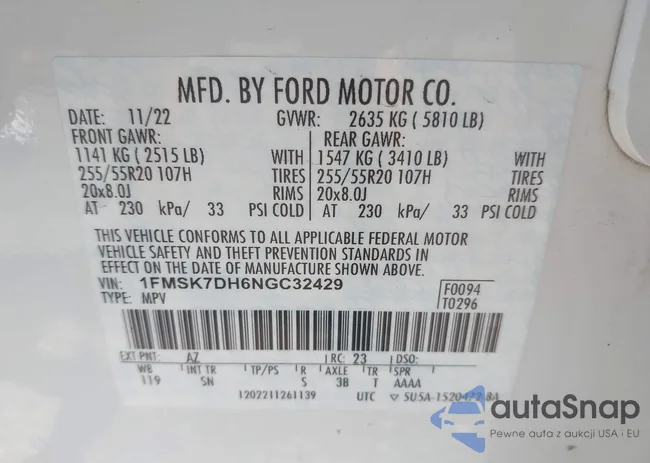 MFD. BY FORD MOTOR CO.
DATE: 11/22 GVWR: 2635 KG ( 5810 LB)
FRONT GAWR: REAR GAWR:
1141 KG ( 2515 LB) WITH 1547 KG ( 3410 LB) WITH
255/55R20 107H TIRES 255/55R20 107H TIRES
20x8.0J RIMS 20x8.0J RIMS
AT 230 kPa/ 33 PSI COLD AT 230 kPa/ 33 PSI COLD
THIS VEHICLE CONFORMS TO ALL APPLICABLE FEDERAL MOTOR
VEHICLE SAFETY AND THEFT PREVENTION STANDARDS IN
EFFECT ON THE DATE OF MANUFACTURE SHOWN ABOVE.
VIN: 1FMSK7DH6NGC32429 F0094
TYPE: MPV T0296
EXT PNT: AZ RC: 23 DSO:
WB INT TR TP/PS R AXLE TR SPR
119 SN S 3B T AAAA
1202211261139 UTC 5U5A-1520472-BA
autaSnap
Pewne auta z aukcji USA i EU